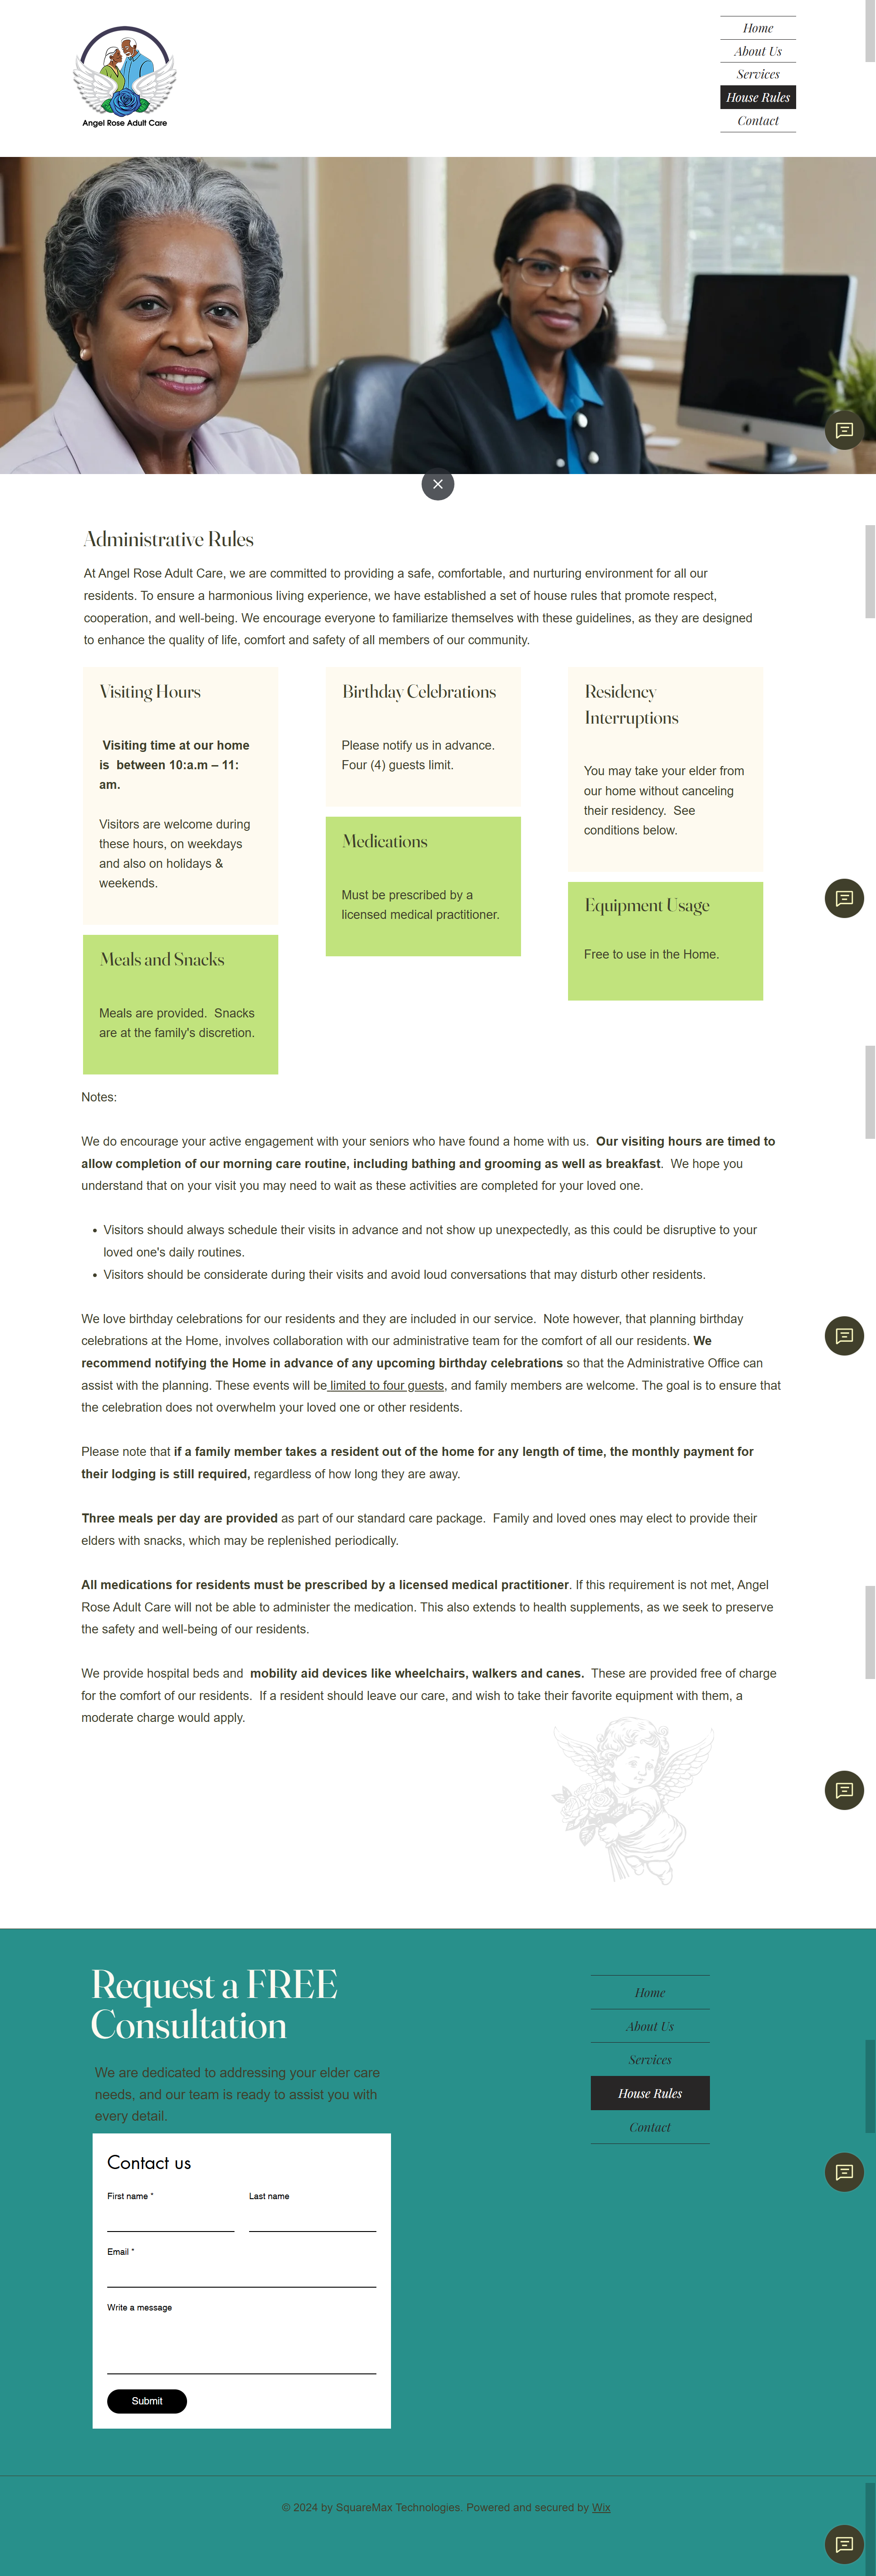 Angel Rose Adult Care
Home
About Us
Services
House Rules
Contact
Administrative Rules
At Angel Rose Adult Care, we are committed to providing a safe, comfortable, and nurturing environment for all our
residents. To ensure a harmonious living experience, we have established a set of house rules that promote respect,
cooperation, and well-being. We encourage everyone to familiarize themselves with these guidelines, as they are designed
to enhance the quality of life, comfort and safety of all members of our community.
Visiting Hours
Visiting time at our home
is  between 10:a.m – 11:
am.
Visitors are welcome during
these hours, on weekdays
and also on holidays &
weekends.
Meals and Snacks
Meals are provided.  Snacks
are at the family's discretion.
Birthday Celebrations
Please notify us in advance.
Four (4) guests limit.
Medications
Must be prescribed by a
licensed medical practitioner.
Residency
Interruptions
You may take your elder from
our home without canceling
their residency.  See
conditions below.
Equipment Usage
Free to use in the Home.
Notes:
We do encourage your active engagement with your seniors who have found a home with us.  Our visiting hours are timed to
allow completion of our morning care routine, including bathing and grooming as well as breakfast.  We hope you
understand that on your visit you may need to wait as these activities are completed for your loved one.
• Visitors should always schedule their visits in advance and not show up unexpectedly, as this could be disruptive to your
loved one's daily routines.
• Visitors should be considerate during their visits and avoid loud conversations that may disturb other residents.
We love birthday celebrations for our residents and they are included in our service.  Note however, that planning birthday
celebrations at the Home, involves collaboration with our administrative team for the comfort of all our residents. We
recommend notifying the Home in advance of any upcoming birthday celebrations so that the Administrative Office can
assist with the planning. These events will be limited to four guests, and family members are welcome. The goal is to ensure that
the celebration does not overwhelm your loved one or other residents.
Please note that if a family member takes a resident out of the home for any length of time, the monthly payment for
their lodging is still required, regardless of how long they are away.
Three meals per day are provided as part of our standard care package.  Family and loved ones may elect to provide their
elders with snacks, which may be replenished periodically.
All medications for residents must be prescribed by a licensed medical practitioner. If this requirement is not met, Angel
Rose Adult Care will not be able to administer the medication. This also extends to health supplements, as we seek to preserve
the safety and well-being of our residents.
We provide hospital beds and  mobility aid devices like wheelchairs, walkers and canes.  These are provided free of charge
for the comfort of our residents.  If a resident should leave our care, and wish to take their favorite equipment with them, a
moderate charge would apply.
Request a FREE
Consultation
We are dedicated to addressing your elder care
needs, and our team is ready to assist you with
every detail.
Contact us
First name *
Last name
Email *
Write a message
Submit
Home
About Us
Services
House Rules
Contact
© 2024 by SquareMax Technologies. Powered and secured by Wix